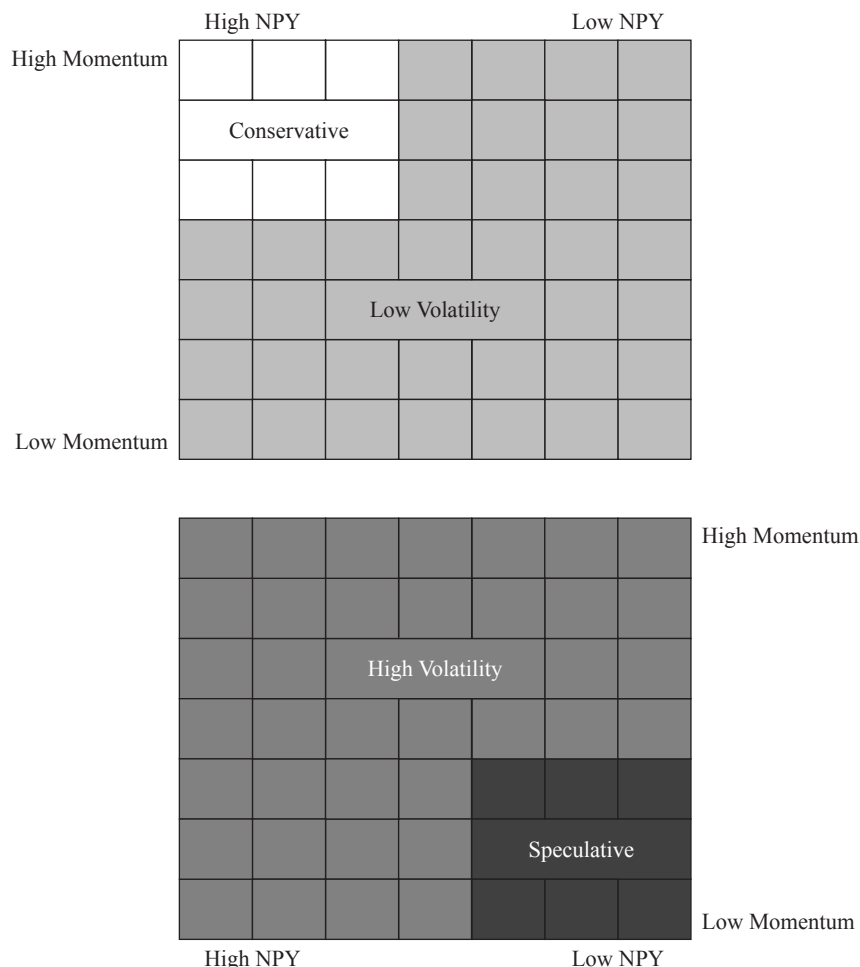 High NPY Low NPY
High Momentum
Conservative
Low Volatility
Low Momentum
High Momentum
High Volatility
Speculative
Low Momentum
High NPY Low NPY